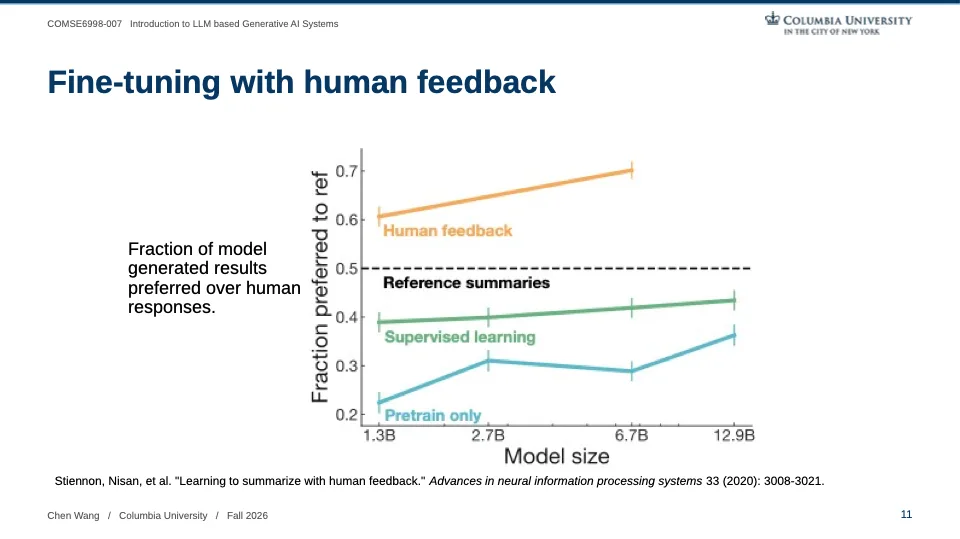 COMSE6998-007 Introduction to LLM based Generative AI Systems
COLUMBIA UNIVERSITY
IN THE CITY OF NEW YORK
Fine-tuning with human feedback
Fraction of model
generated results
preferred over human
responses.
Fraction preferred to ref
0.7
0.6
0.5
0.4
0.3
0.2
Human feedback
Reference summaries
Supervised learning
Pretrain only
1.3B 2.7B 6.7B 12.9B
Model size
Stiennon, Nisan, et al. "Learning to summarize with human feedback." Advances in neural information processing systems 33 (2020): 3008-3021.
Chen Wang / Columbia University / Fall 2026
11